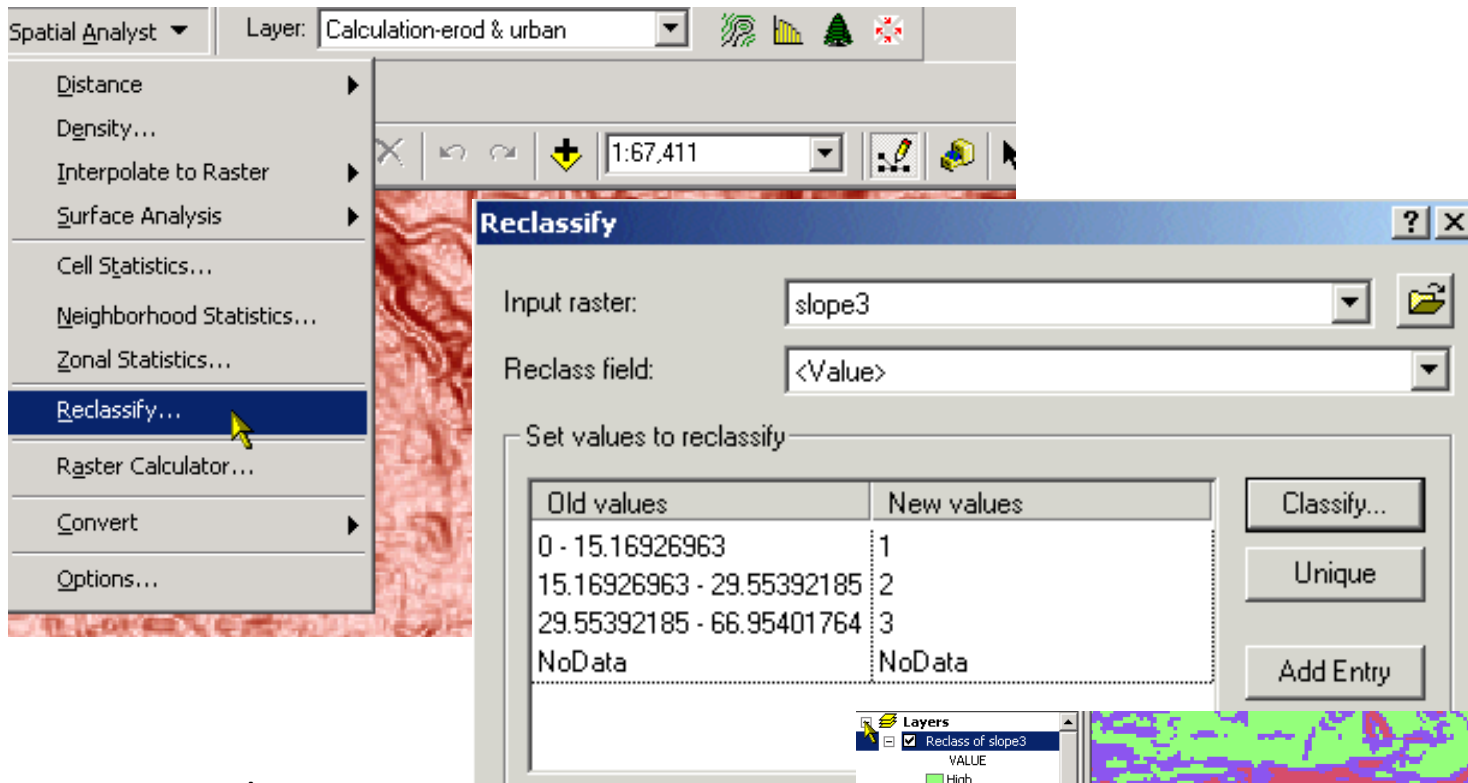 Spatial Analyst Layer: Calculation-erod & urban
Distance
Density...
Interpolate to Raster
Surface Analysis
Cell Statistics...
Neighborhood Statistics...
Zonal Statistics...
Reclassify...
Raster Calculator...
Convert
Options...
1:67,411
Reclassify
Input raster: slope3
Reclass field: <Value>
Set values to reclassify
Old values New values
0 - 15.16926963 1
15.16926963 - 29.55392185 2
29.55392185 - 66.95401764 3
NoData NoData
Classify...
Unique
Add Entry
Layers
Reclass of slope3
VALUE
High